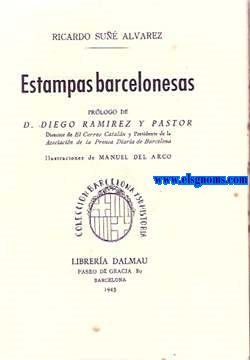 RICARDO SUÑÉ ALVAREZ
Estampas barcelonesas
PRÓLOGO DE
D. DIEGO RAMIREZ Y PASTOR
Director de El Correo Catalán y Presidente de la
Asociación de la Prensa Diaria de Barcelona
Ilustraciones de MANUEL DEL ARCO
www.elsgnoms.com
COLECCION BARCELONA Y SU HISTORIA
LIBRERÍA DALMAU
PASEO DE GRACIA 80
BARCELONA
1943